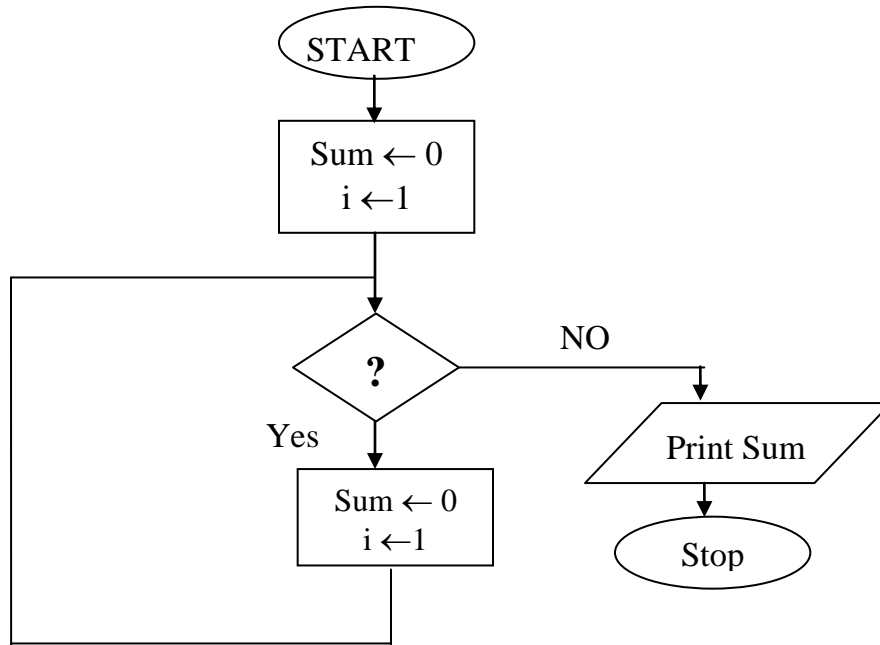 START
Sum ← 0
i ←1
?
NO
Yes
Print Sum
Sum ← 0
i ←1
Stop